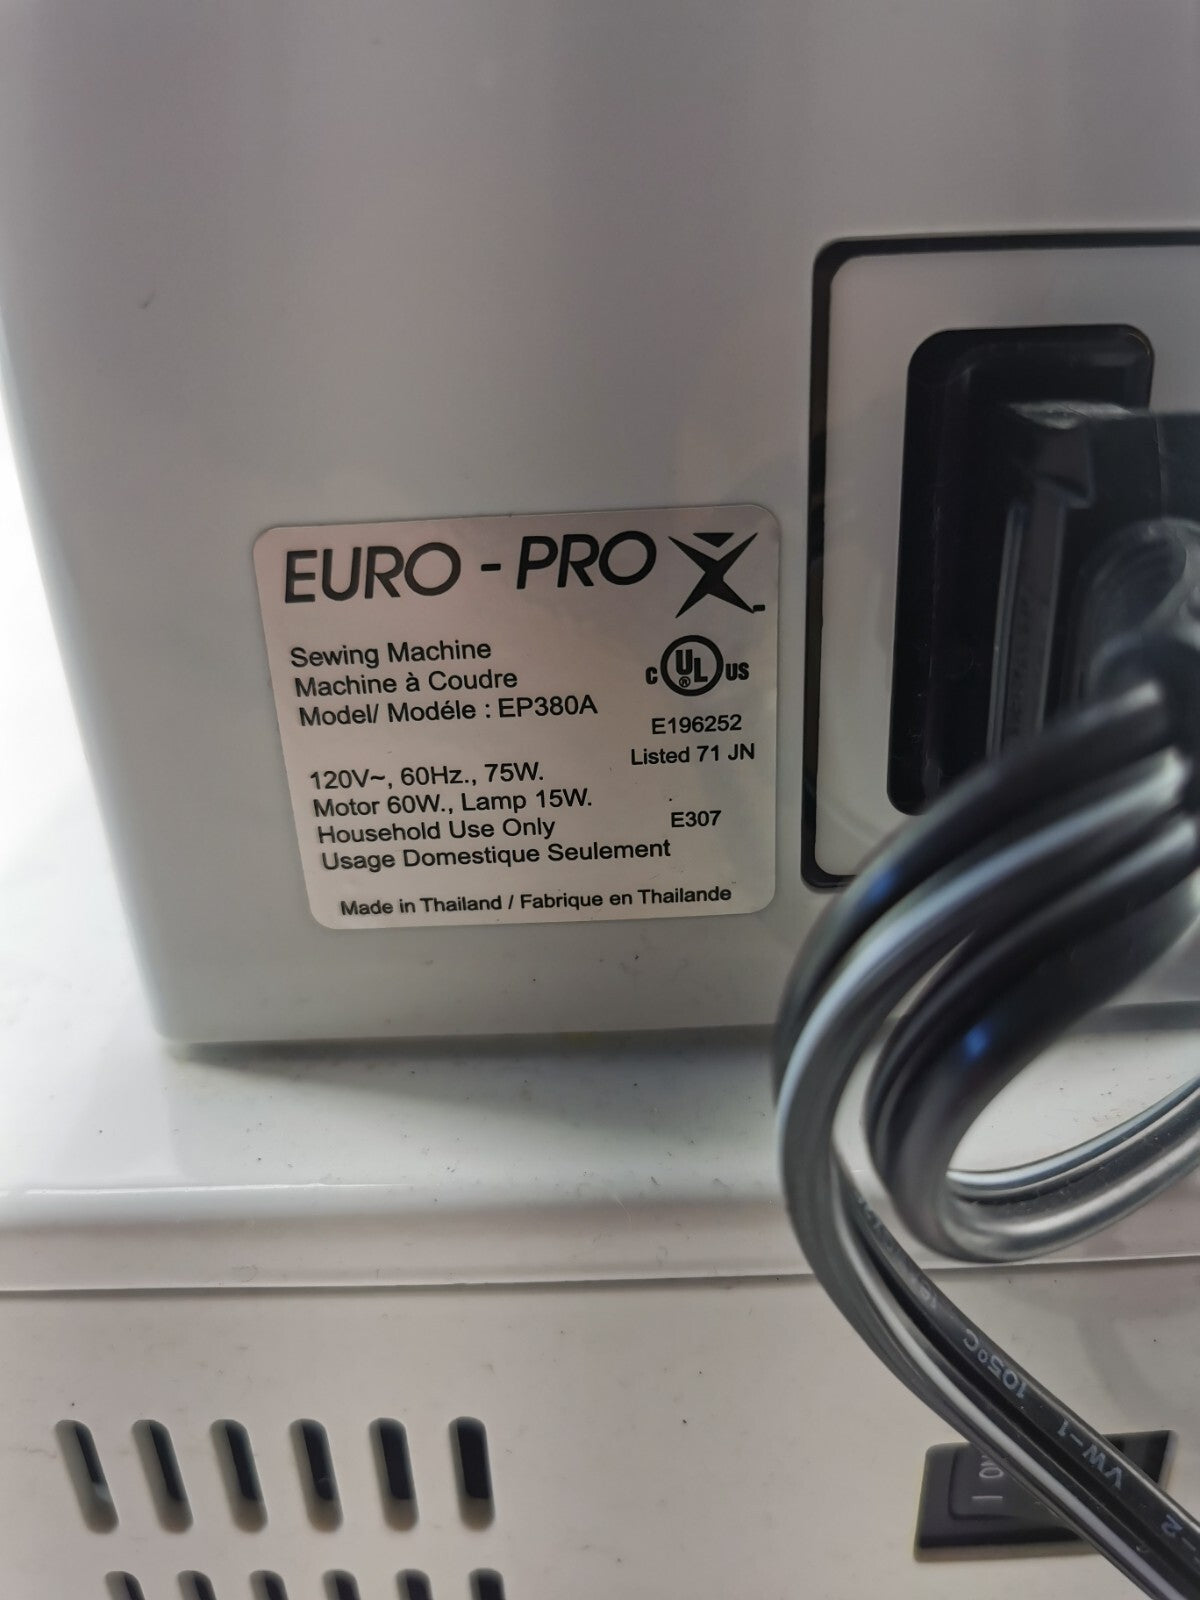 EURO - PRO X
Sewing Machine
Machine à Coudre
Model/ Modéle : EP380A
C UL ® US
E196252
Listed 71 JN
120V~, 60Hz., 75W.
Motor 60W., Lamp 15W.
Household Use Only
E307
Usage Domestique Seulement
Made in Thailand / Fabrique en Thailande
105°C VW-1